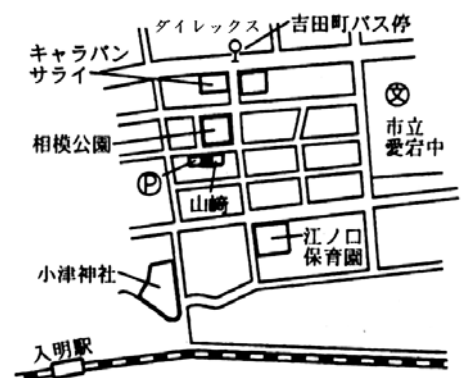 ダイレックス
吉田町バス停
キャラバン
サライ
文
市立
愛宕中
相模公園
P
山崎
江ノ口
保育園
小津神社
入明駅